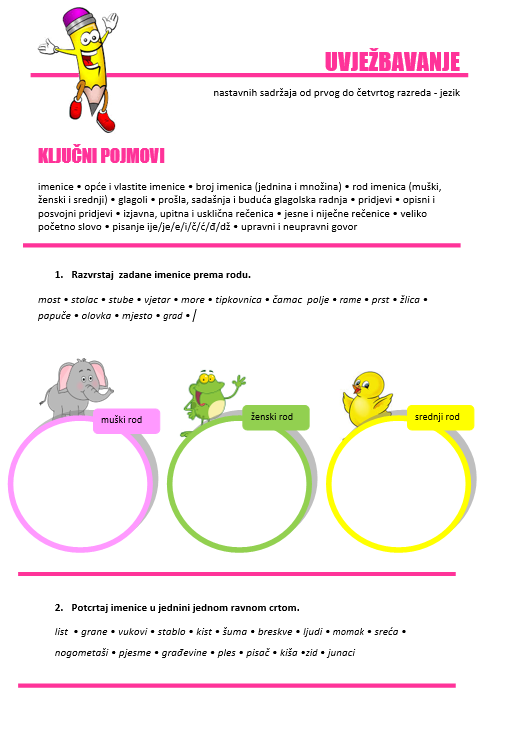 UVJEŽBAVANJE
nastavnih sadržaja od prvog do četvrtog razreda - jezik
KLJUČNI POJMOVI
imenice • opće i vlastite imenice • broj imenica (jednina i množina) • rod imenica (muški,
ženski i srednji) • glagoli • prošla, sadašnja i buduća glagolska radnja • pridjevi • opisni i
posvojni pridjevi • izjavna, upitna i usklična rečenica • jesne i niječne rečenice • veliko
početno slovo • pisanje ije/je/e/i/č/ć/đ/dž • upravni i neupravni govor
1. Razvrstaj zadane imenice prema rodu.
most • stolac • stube • vjetar • more • tipkovnica • čamac polje • rame • prst • žlica •
papuče • olovka • mjesto • grad •
muški rod
ženski rod
srednji rod
2. Potcrtaj imenice u jednini jednom ravnom crtom.
list • grane • vukovi • stablo • kist • šuma • breskve • ljudi • momak • sreća •
nogometaši • pjesme • građevine • ples • pisač • kiša •zid • junaci